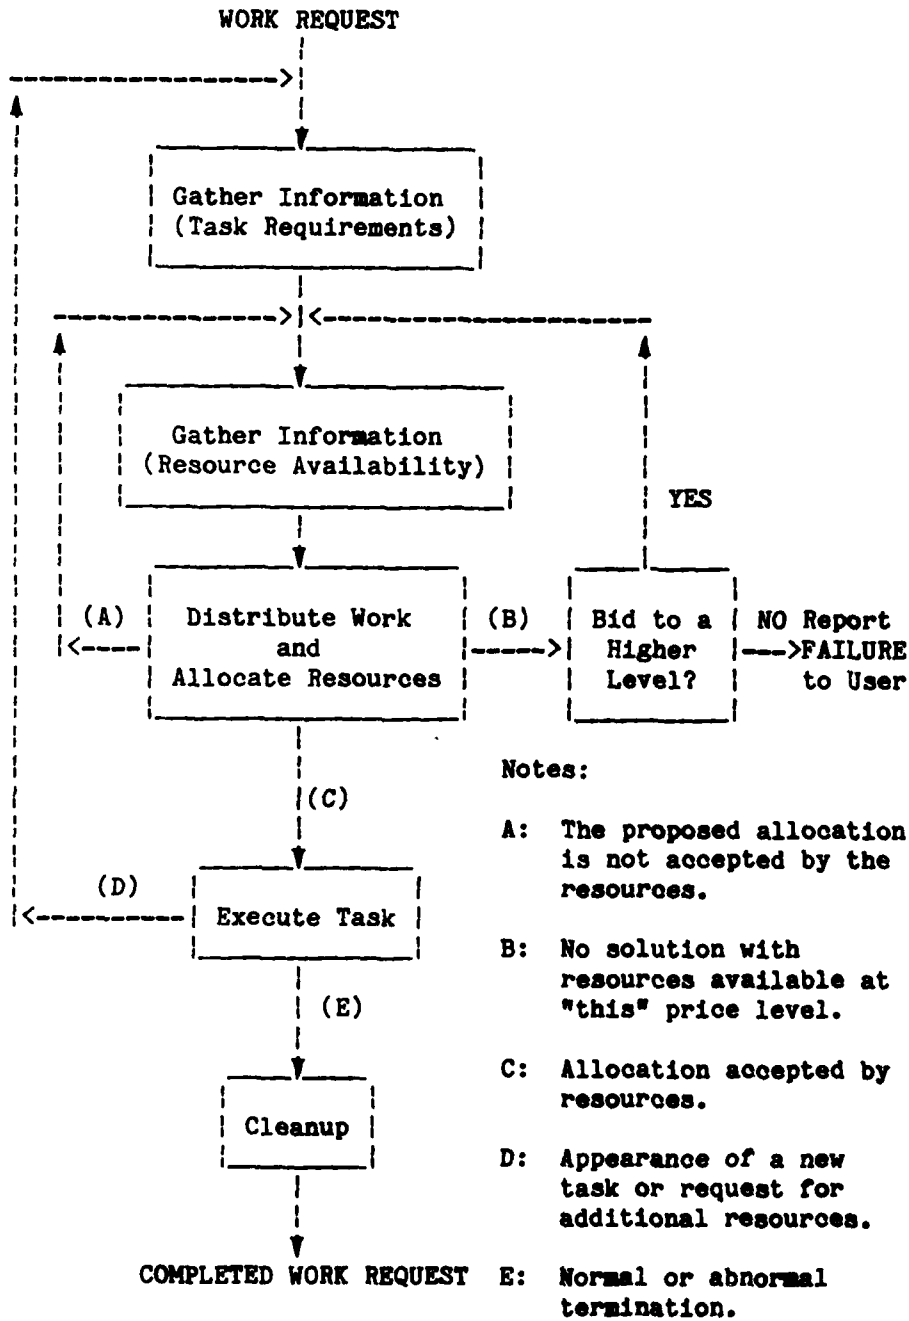 WORK REQUEST
Gather Information
(Task Requirements)
Gather Information
(Resource Availability)
YES
(A)
Distribute Work
and
Allocate Resources
(B)
Bid to a
Higher
Level?
NO Report
FAILURE
to User
(C)
Notes:
A: The proposed allocation
is not accepted by the
resources.
(D)
Execute Task
B: No solution with
resources available at
"this" price level.
(E)
C: Allocation accepted by
resources.
Cleanup
D: Appearance of a new
task or request for
additional resources.
COMPLETED WORK REQUEST
E: Normal or abnormal
termination.